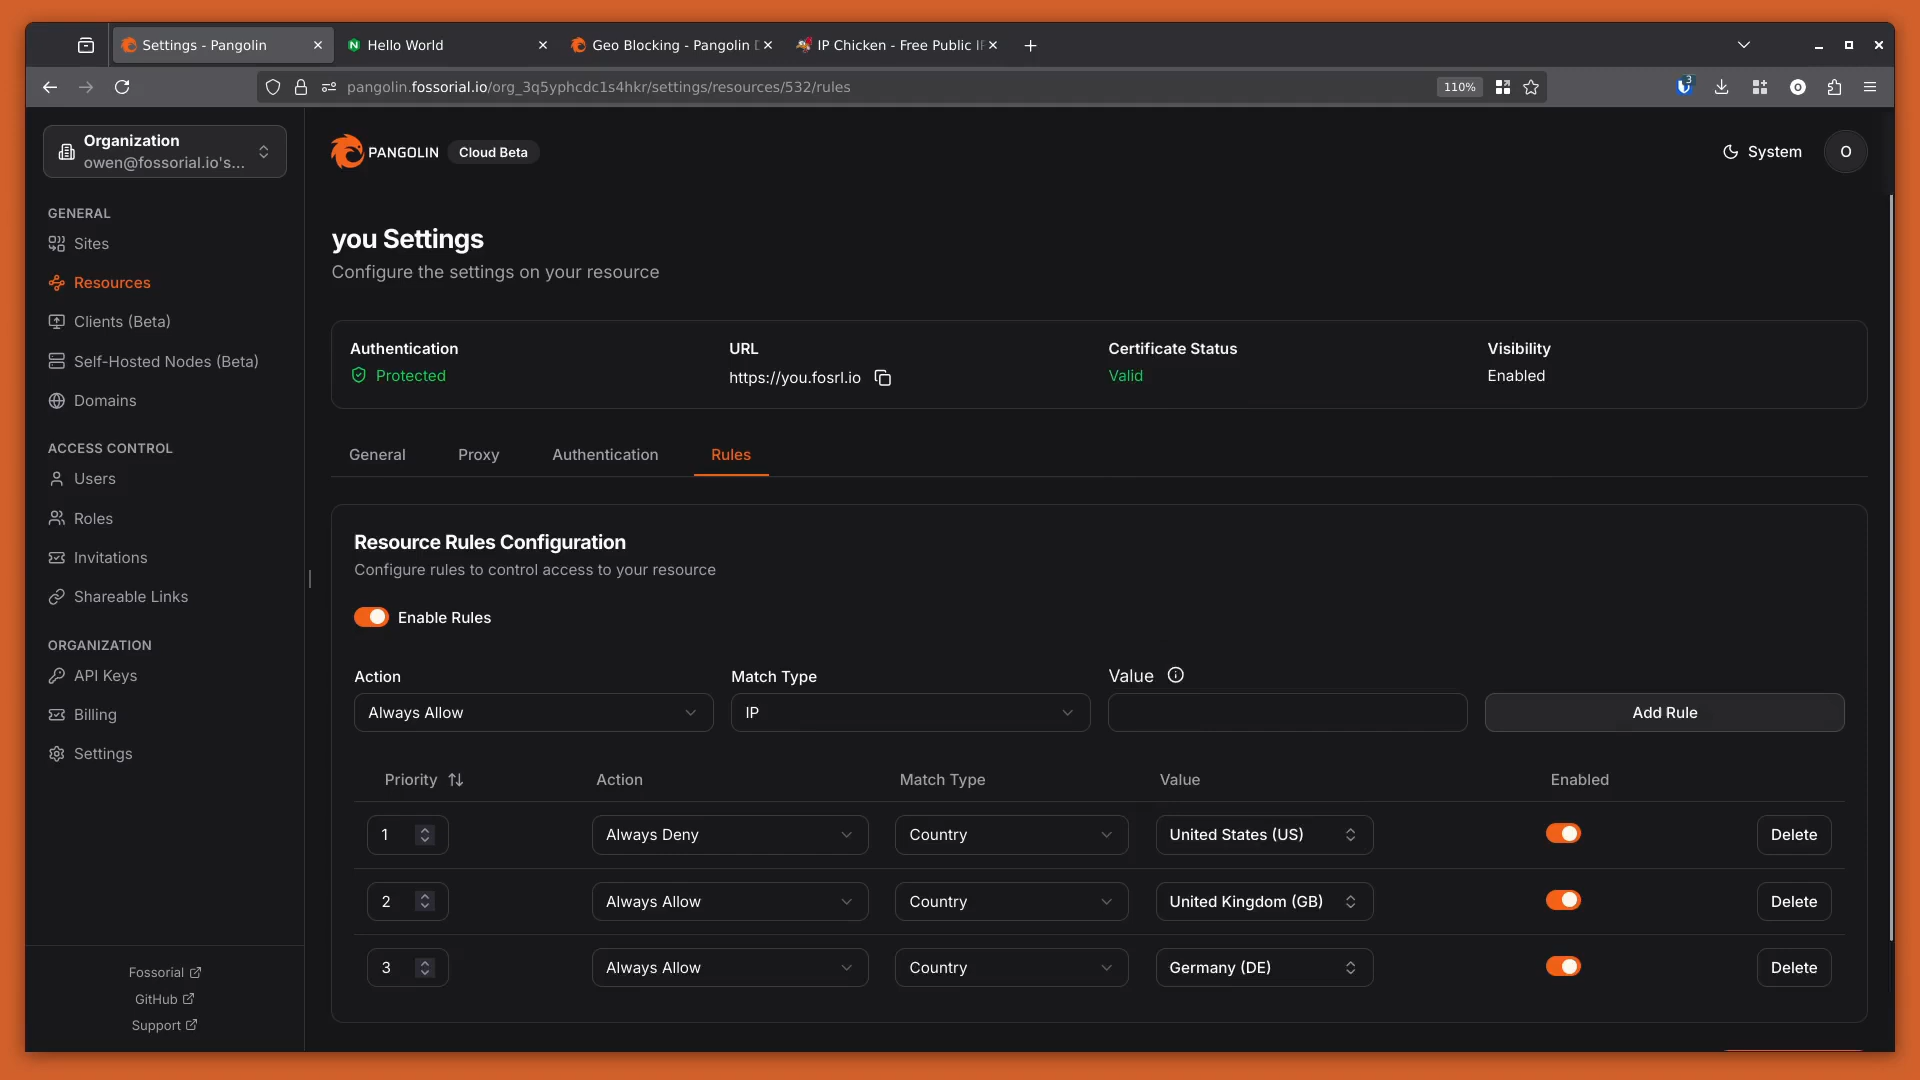 Settings - Pangolin
Hello World
Geo Blocking - Pangolin
IP Chicken - Free Public IP
pangolin.fossorial.io/org_3q5yphcdc1s4hkr/settings/resources/532/rules
110%
3
O
Organization
owen@fossorial.io's...
PANGOLIN
Cloud Beta
System
O
GENERAL
Sites
Resources
Clients (Beta)
Self-Hosted Nodes (Beta)
Domains
ACCESS CONTROL
Users
Roles
Invitations
Shareable Links
ORGANIZATION
API Keys
Billing
Settings
Fossorial
GitHub
Support
you Settings
Configure the settings on your resource
Authentication
Protected
URL
https://you.fosrl.io
Certificate Status
Valid
Visibility
Enabled
General Proxy Authentication Rules
Resource Rules Configuration
Configure rules to control access to your resource
Enable Rules
Action Match Type Value
Always Allow IP Add Rule
Priority Action Match Type Value Enabled
1 Always Deny Country United States (US) Delete
2 Always Allow Country United Kingdom (GB) Delete
3 Always Allow Country Germany (DE) Delete